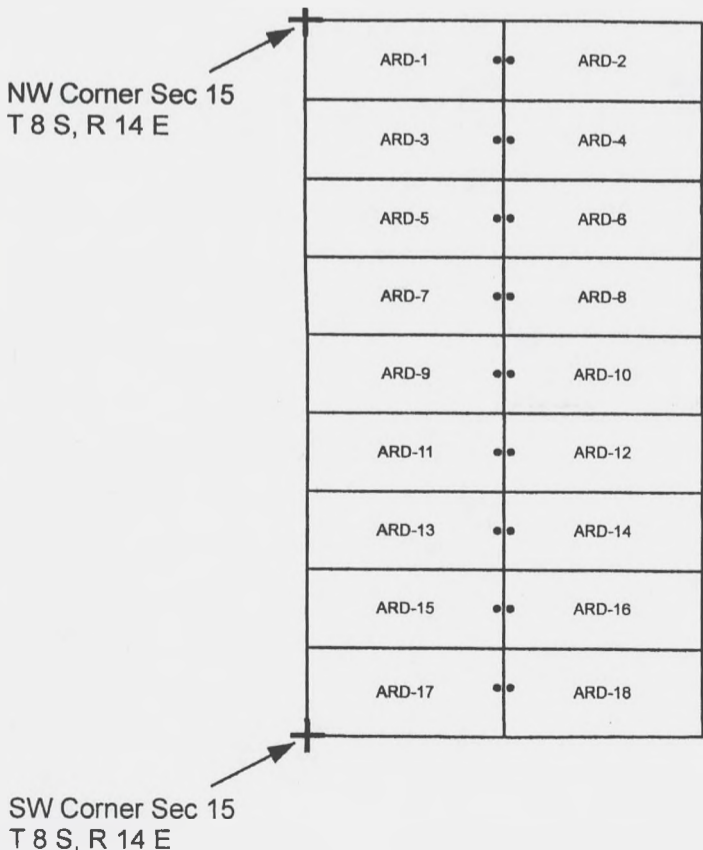 NW Corner Sec 15
T 8 S, R 14 E
ARD-1
ARD-2
ARD-3
ARD-4
ARD-5
ARD-6
ARD-7
ARD-8
ARD-9
ARD-10
ARD-11
ARD-12
ARD-13
ARD-14
ARD-15
ARD-16
ARD-17
ARD-18
SW Corner Sec 15
T 8 S, R 14 E